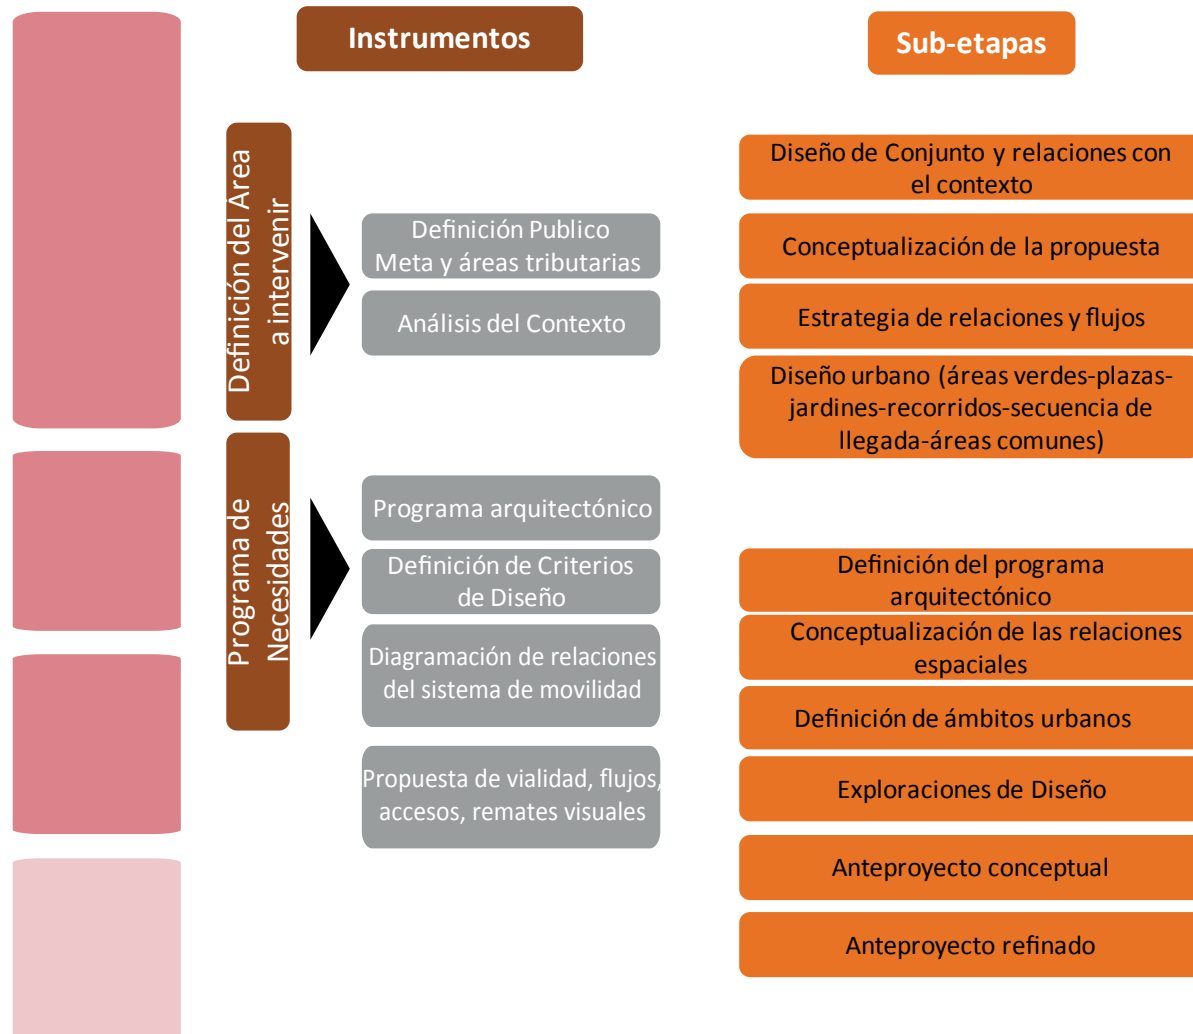 Instrumentos
Sub-etapas
Definición del Área
a intervenir
Definición Publico
Meta y áreas tributarias
Análisis del Contexto
Diseño de Conjunto y relaciones con
el contexto
Conceptualización de la propuesta
Estrategia de relaciones y flujos
Diseño urbano (áreas verdes-plazas-
jardines-recorridos-secuencia de
llegada-áreas comunes)
Programa de
Necesidades
Programa arquitectónico
Definición de Criterios
de Diseño
Diagramación de relaciones
del sistema de movilidad
Propuesta de vialidad, flujos,
accesos, remates visuales
Definición del programa
arquitectónico
Conceptualización de las relaciones
espaciales
Definición de ámbitos urbanos
Exploraciones de Diseño
Anteproyecto conceptual
Anteproyecto refinado